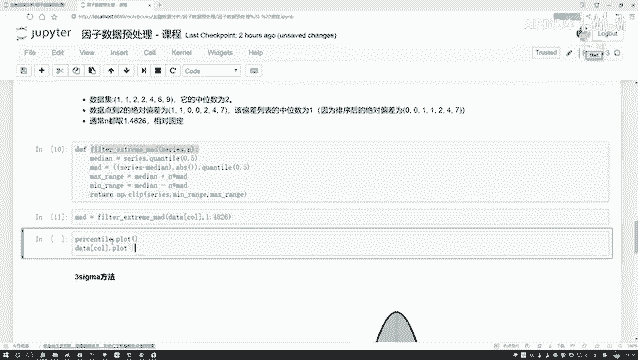 jupyter 因子数据预处理 - 课程 Last Checkpoint: 2 hours ago (unsaved changes)
Logout
File Edit View Insert Cell Kernel Widgets Help
Trusted
Code
• 数据集:(1, 1, 2, 2, 4, 6, 9)，它的中位数为2。
• 数据点到2的绝对偏差为(1, 1, 0, 0, 2, 4, 7)，该偏差列表的中位数为1（因为排序后的绝对偏差为(0, 0, 1, 1, 2, 4, 7)）
• 通常n都取1.4826，相对固定
In [10]: def filter_extreme_mad(series,n):
median = series.quantile(0.5)
mad = ((series-median).abs()).quantile(0.5)
max_range = median + n*mad
min_range = median - n*mad
return np.clip(series,min_range,max_range)
In [11]: mad = filter_extreme_mad(data[col],1.4826)
In [ ]: percentile.plot()
data[col].plot
3sigma方法